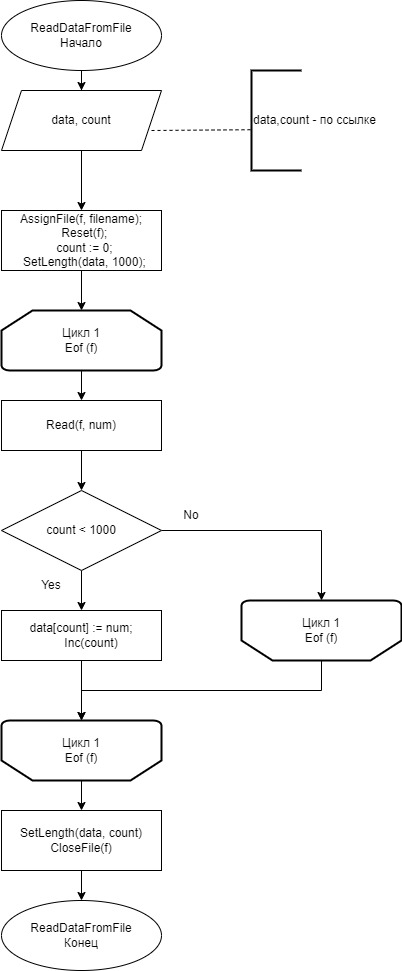 ReadDataFromFile
Начало
data, count
data,count - по ссылке
AssignFile(f, filename);
Reset(f);
count := 0;
SetLength(data, 1000);
Цикл 1
Eof (f)
Read(f, num)
count < 1000
No
Yes
data[count] := num;
Inc(count)
Цикл 1
Eof (f)
Цикл 1
Eof (f)
SetLength(data, count)
CloseFile(f)
ReadDataFromFile
Конец